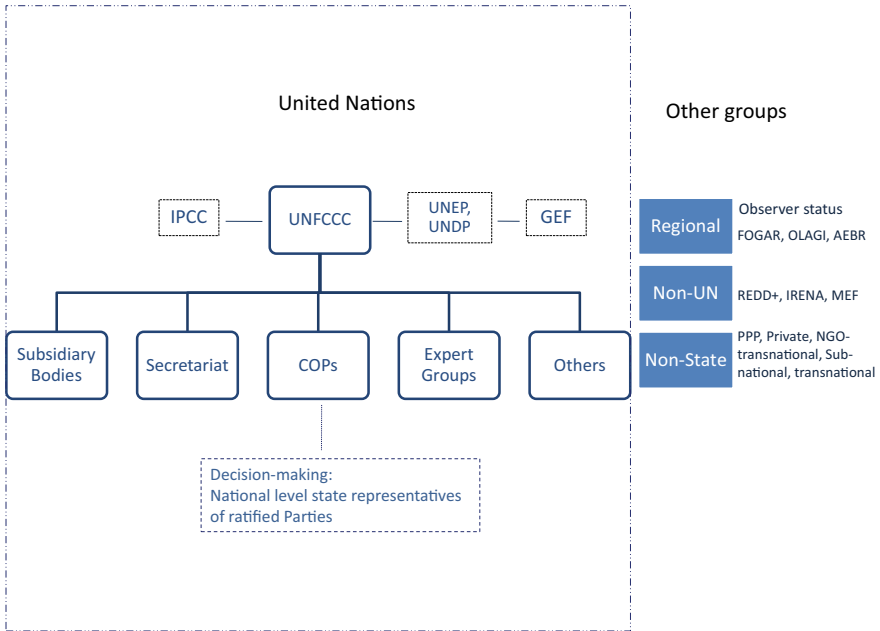 United Nations
Other groups
IPCC
UNFCCC
UNEP,
UNDP
GEF
Regional
Observer status
FOGAR, OLAGI, AEBR
Non-UN
REDD+, IRENA, MEF
Non-State
PPP, Private, NGO-
transnational, Sub-
national, transnational
Subsidiary
Bodies
Secretariat
COPs
Expert
Groups
Others
Decision-making:
National level state representatives
of ratified Parties